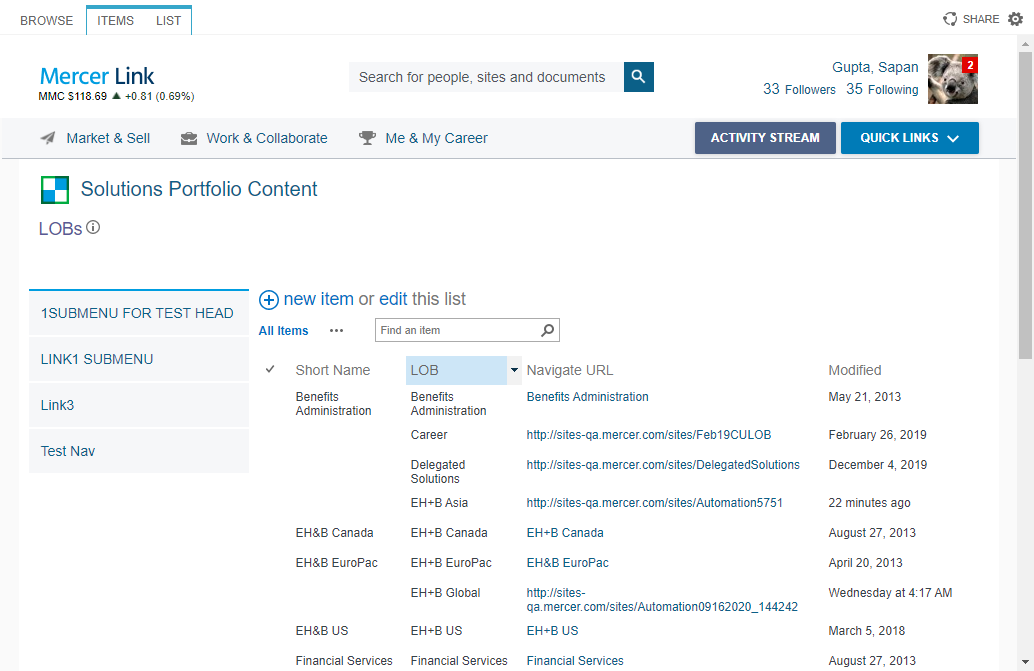 BROWSE ITEMS LIST SHARE
Mercer Link
MMC $118.69 ▲ +0.81 (0.69%)
Search for people, sites and documents
Gupta, Sapan
33 Followers 35 Following
2
Market & Sell Work & Collaborate Me & My Career ACTIVITY STREAM QUICK LINKS
Solutions Portfolio Content
LOBs
1SUBMENU FOR TEST HEAD
LINK1 SUBMENU
Link3
Test Nav
new item or edit this list
All Items ••• Find an item
Short Name LOB Navigate URL Modified
Benefits Administration Benefits Administration Benefits Administration May 21, 2013
Career http://sites-qa.mercer.com/sites/Feb19CULOB February 26, 2019
Delegated Solutions http://sites-qa.mercer.com/sites/DelegatedSolutions December 4, 2019
EH+B Asia http://sites-qa.mercer.com/sites/Automation5751 22 minutes ago
EH&B Canada EH+B Canada EH+B Canada August 27, 2013
EH&B EuroPac EH+B EuroPac EH&B EuroPac April 20, 2013
EH+B Global http://sites-qa.mercer.com/sites/Automation09162020_144242 Wednesday at 4:17 AM
EH&B US EH+B US EH+B US March 5, 2018
Financial Services Financial Services Financial Services August 27, 2013